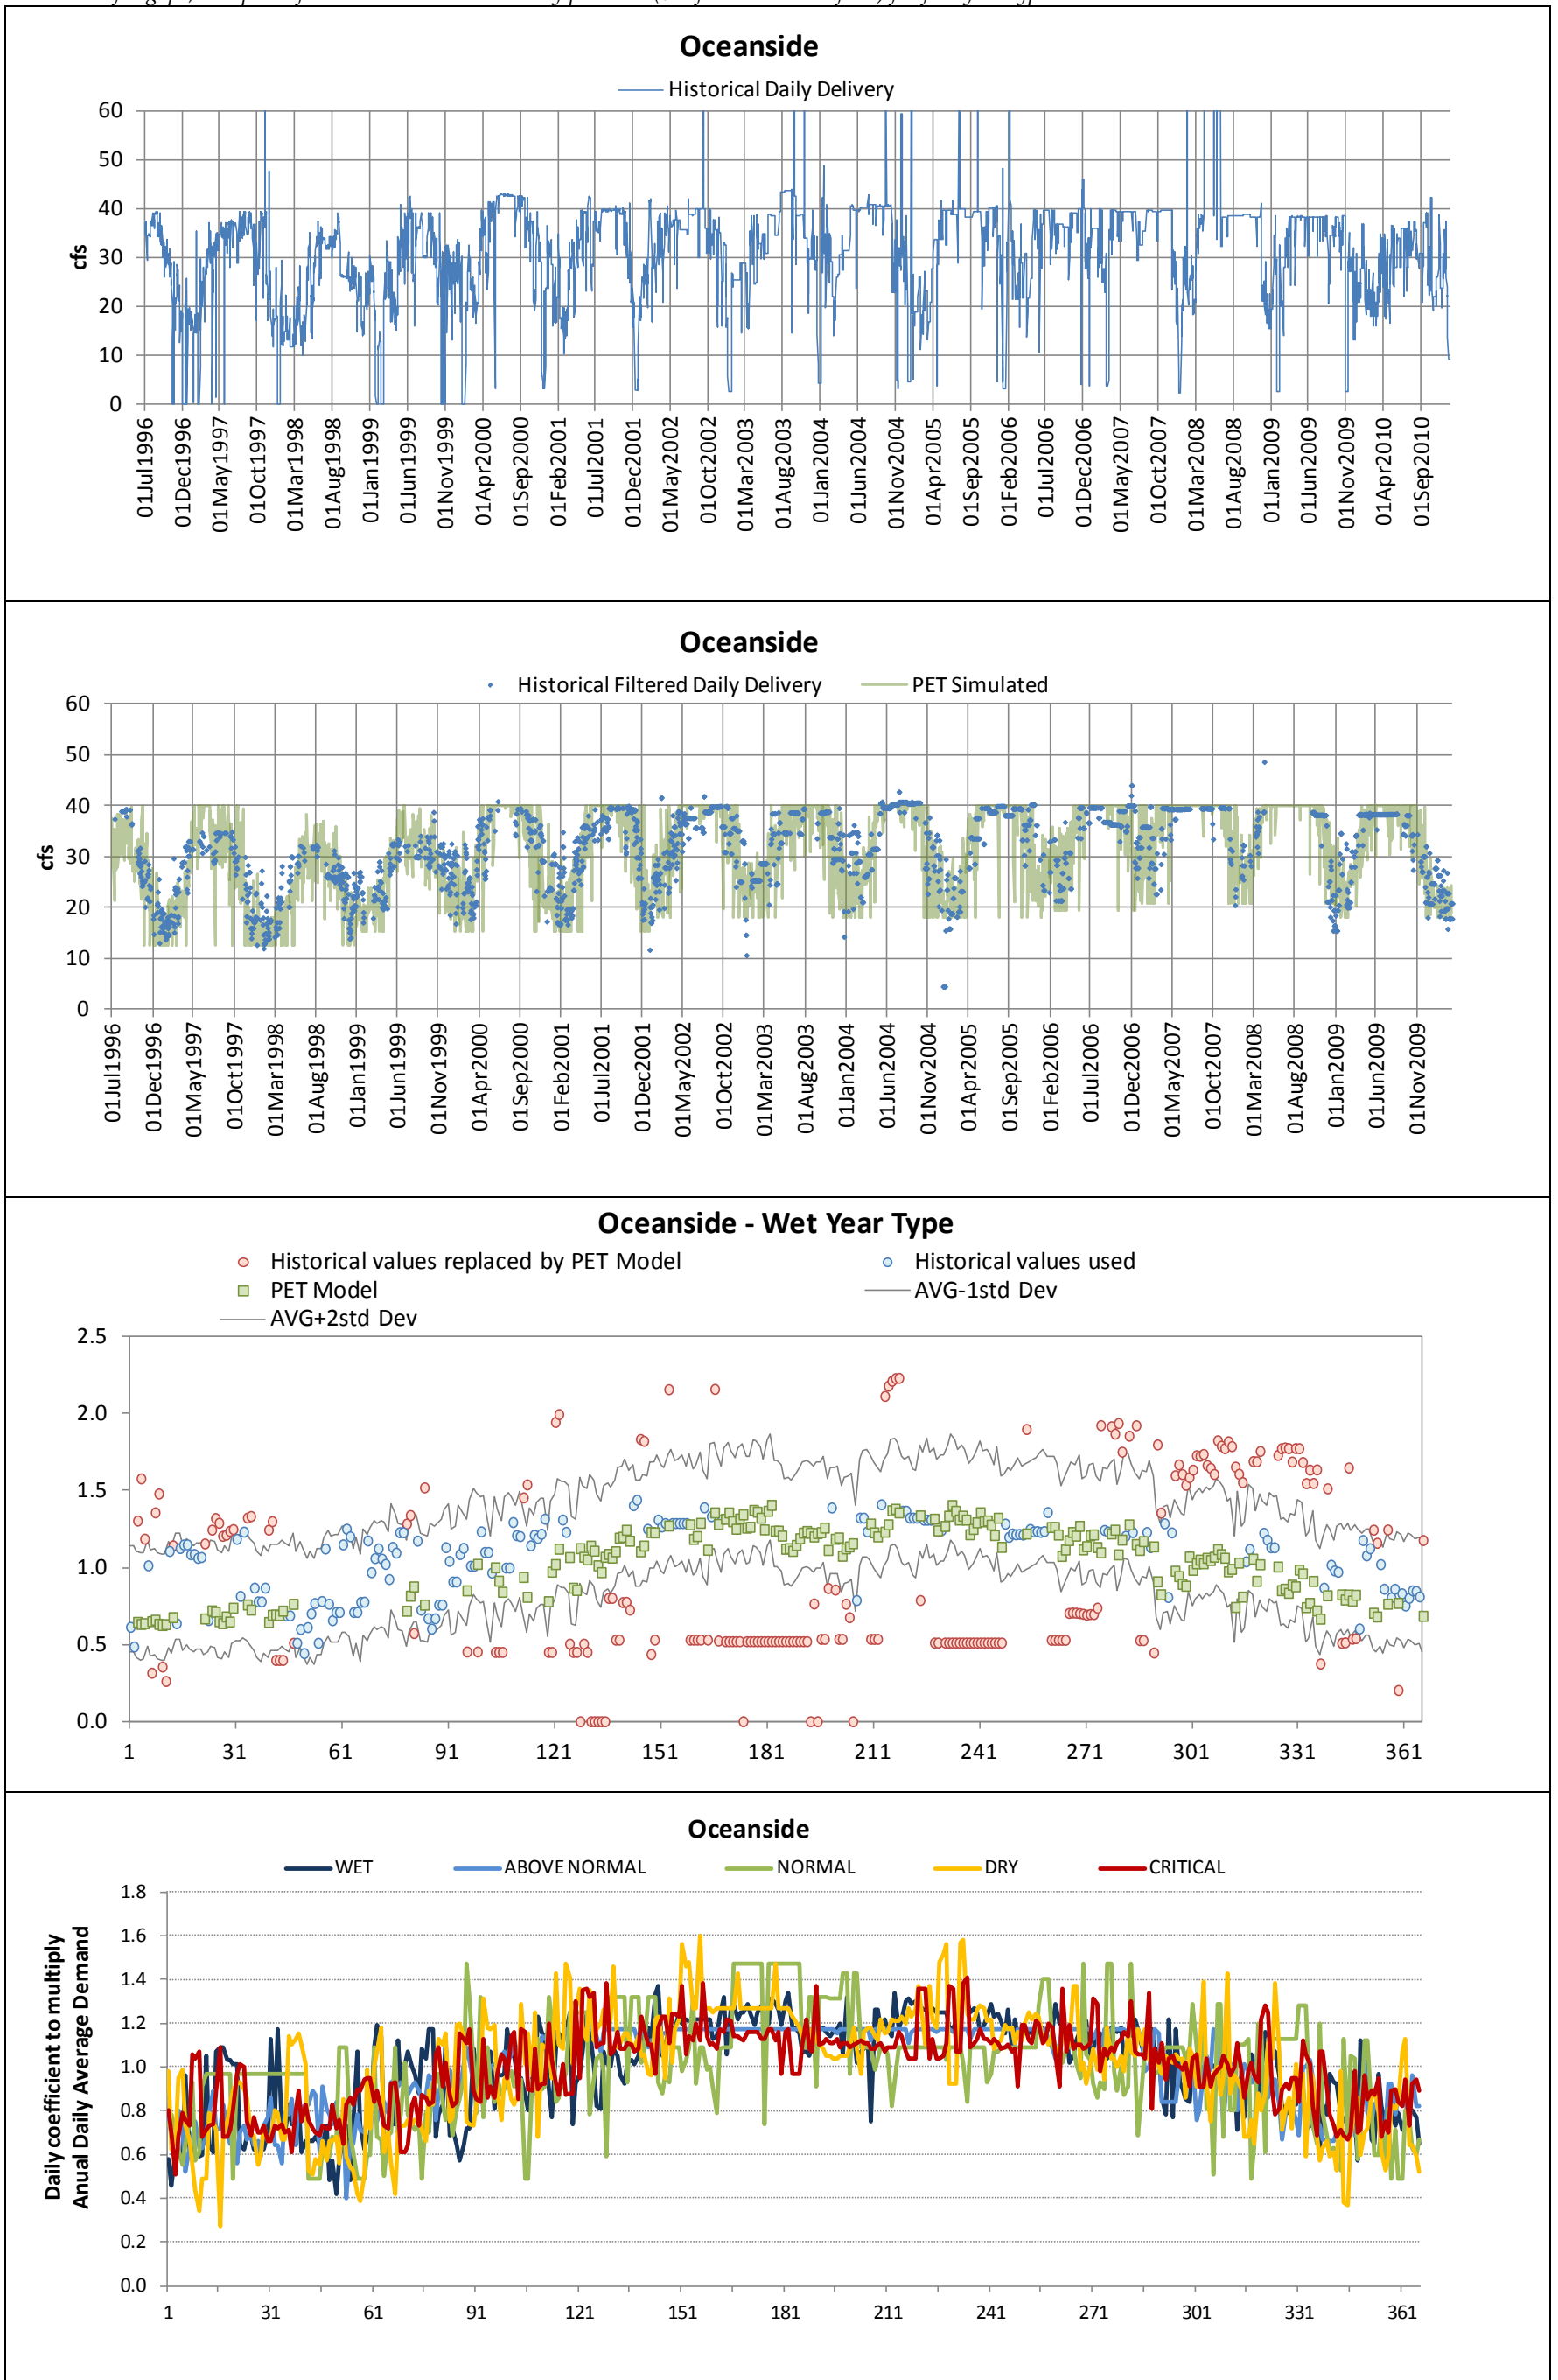 Oceanside
Historical Daily Delivery
60
50
40
30
20
10
0
cfs
01Jul1996
01Dec1996
01May1997
01Oct1997
01Mar1998
01Aug1998
01Jan1999
01Jun1999
01Nov1999
01Apr2000
01Sep2000
01Feb2001
01Jul2001
01Dec2001
01May2002
01Oct2002
01Mar2003
01Aug2003
01Jan2004
01Jun2004
01Nov2004
01Apr2005
01Sep2005
01Feb2006
01Jul2006
01Dec2006
01May2007
01Oct2007
01Mar2008
01Aug2008
01Jan2009
01Jun2009
01Nov2009
01Apr2010
01Sep2010
Oceanside
Historical Filtered Daily Delivery PET Simulated
60
50
40
30
20
10
0
cfs
01Jul1996
01Dec1996
01May1997
01Oct1997
01Mar1998
01Aug1998
01Jan1999
01Jun1999
01Nov1999
01Apr2000
01Sep2000
01Feb2001
01Jul2001
01Dec2001
01May2002
01Oct2002
01Mar2003
01Aug2003
01Jan2004
01Jun2004
01Nov2004
01Apr2005
01Sep2005
01Feb2006
01Jul2006
01Dec2006
01May2007
01Oct2007
01Mar2008
01Aug2008
01Jan2009
01Jun2009
01Nov2009
Oceanside - Wet Year Type
Historical values replaced by PET Model Historical values used
PET Model AVG-1std Dev
AVG+2std Dev
2.5
2.0
1.5
1.0
0.5
0.0
1 31 61 91 121 151 181 211 241 271 301 331 361
Oceanside
WET ABOVE NORMAL NORMAL DRY CRITICAL
Daily coefficient to multiply
Anual Daily Average Demand
1.8
1.6
1.4
1.2
1.0
0.8
0.6
0.4
0.2
0.0
1 31 61 91 121 151 181 211 241 271 301 331 361